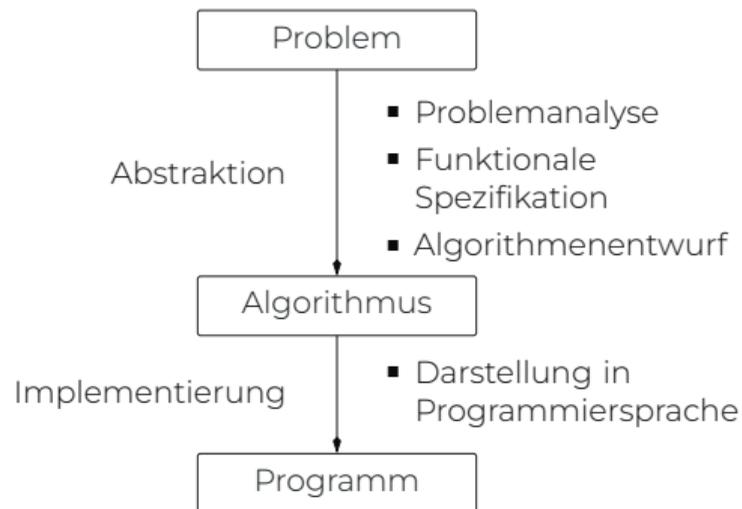 Problem
Abstraktion
▪ Problemanalyse
▪ Funktionale
Spezifikation
▪ Algorithmenentwurf
Algorithmus
Implementierung
▪ Darstellung in
Programmiersprache
Programm